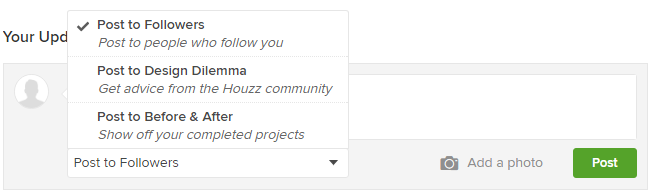 Your Upd
Post to Followers
Post to people who follow you
Post to Design Dilemma
Get advice from the Houzz community
Post to Before & After
Show off your completed projects
Post to Followers
Add a photo
Post